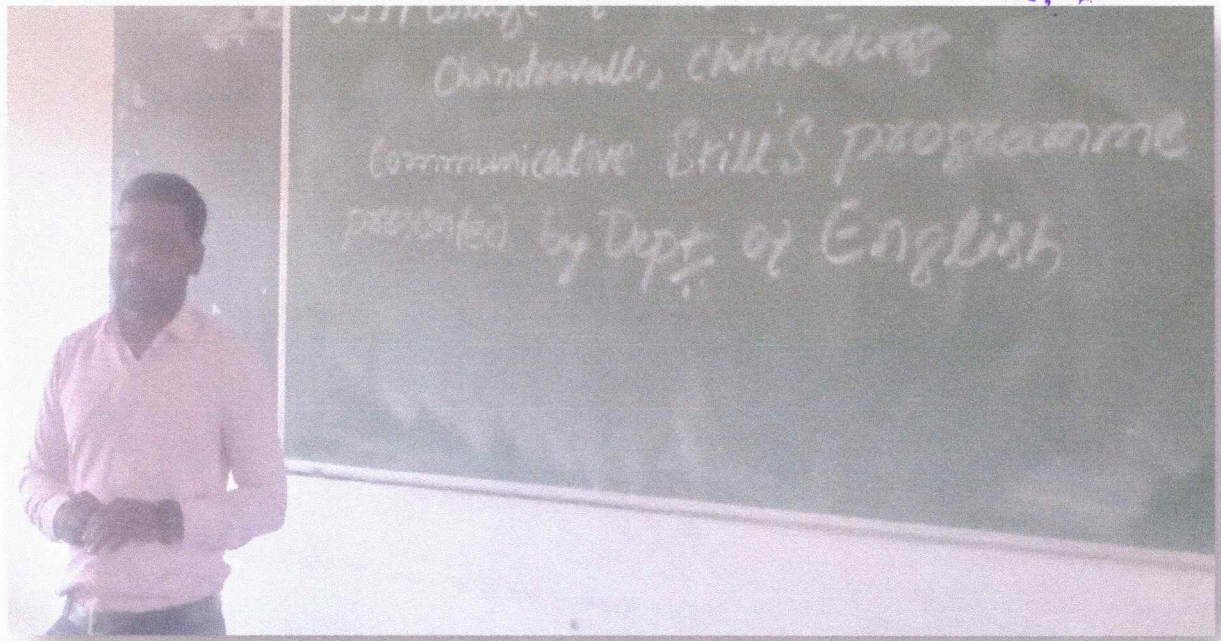 Chandravalli, Chitradurga
Communicative Skill's programme
presented by Dept of English